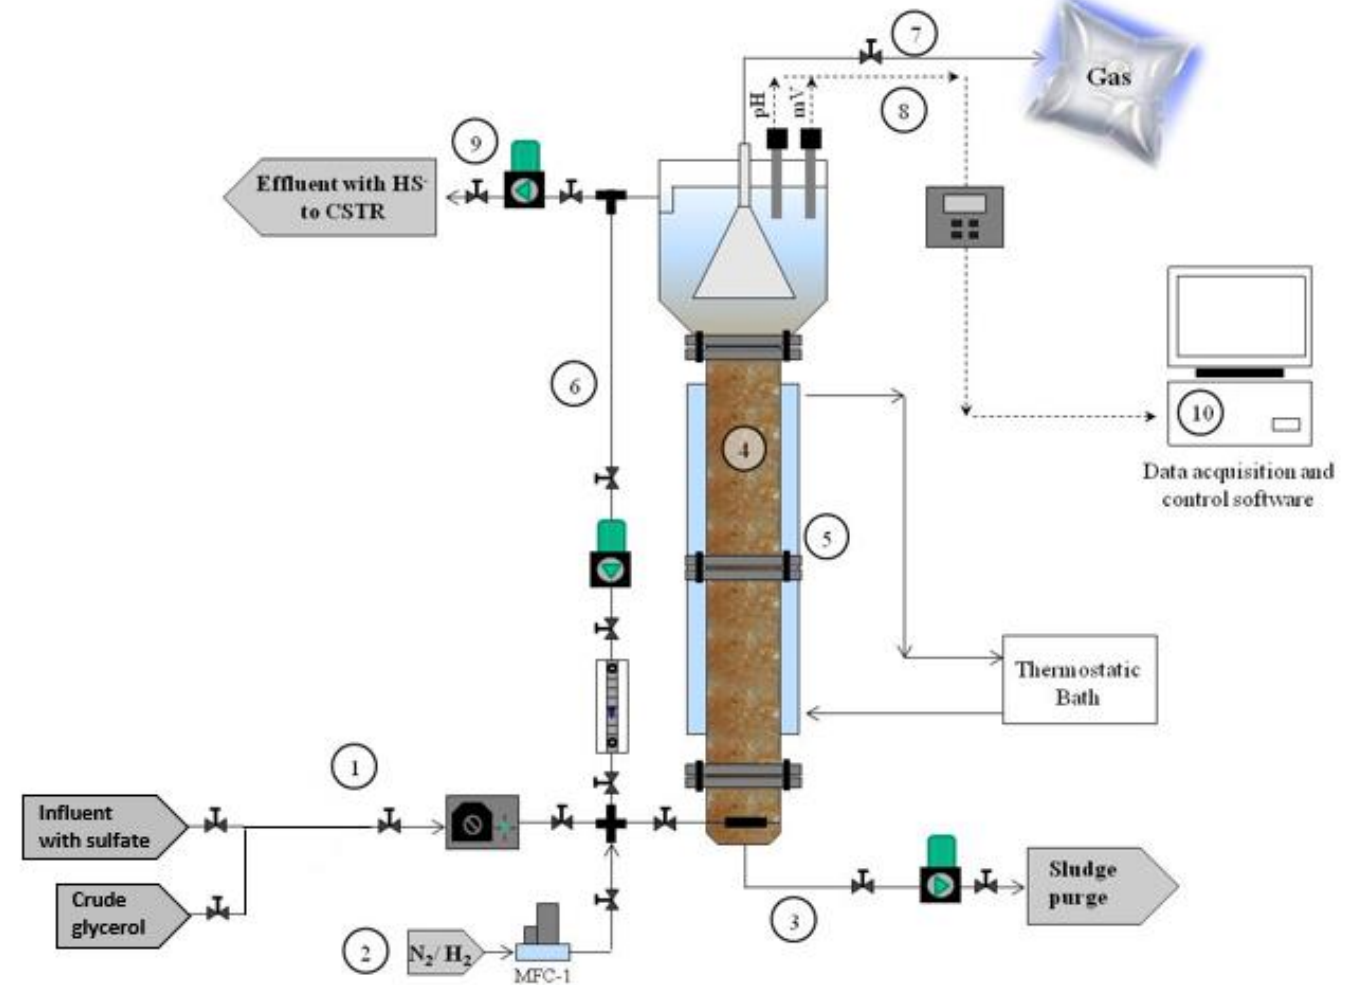 7
Gas
pH
mV
8
9
Effluent with HS-
to CSTR
6
4
10
Data acquisition and
control software
5
Thermostatic
Bath
1
Influent
with sulfate
Crude
glycerol
Sludge
purge
3
2
N2/ H2
MFC-1